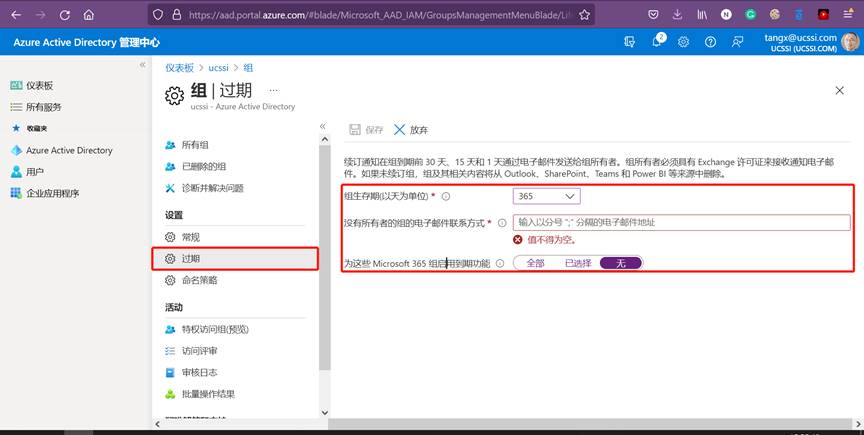 https://aad.portal.azure.com/#blade/Microsoft_AAD_IAM/GroupsManagementMenuBlade/Li
Azure Active Directory 管理中心
2
tangx@ucssi.com
UCSSI (UCSSI.COM)
仪表板
所有服务
收藏夹
Azure Active Directory
用户
企业应用程序
仪表板 > ucssi > 组
组 | 过期 ...
ucssi - Azure Active Directory
所有组
已删除的组
诊断并解决问题
设置
常规
过期
命名策略
活动
特权访问组(预览)
访问评审
审核日志
批量操作结果
保存 放弃
续订通知在组到期前 30 天、15 天和 1 天通过电子邮件发送给组所有者。组所有者必须具有 Exchange 许可证来接收通知电子邮
件。如果未续订组，组及其相关内容将从 Outlook、SharePoint、Teams 和 Power BI 等来源中删除。
组生存期(以天为单位) * 365
没有所有者的组的电子邮件联系方式 * 输入以分号 ";" 分隔的电子邮件地址
值不得为空。
为这些 Microsoft 365 组启用到期功能 全部 已选择 无